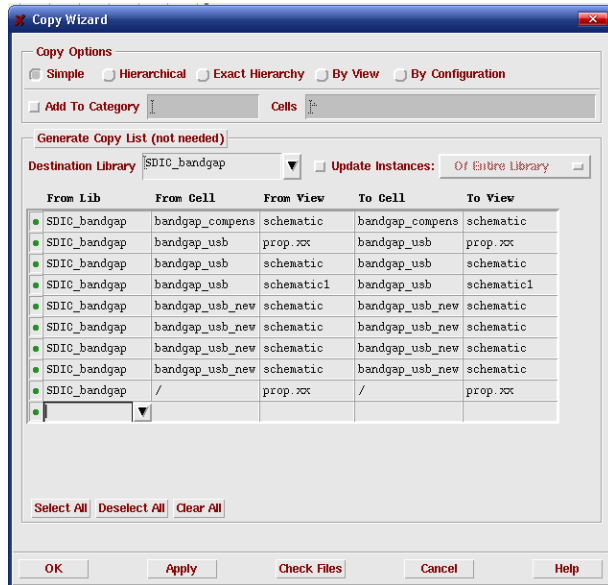 Copy Wizard
Copy Options
Simple Hierarchical Exact Hierarchy By View By Configuration
Add To Category Cells
Generate Copy List (not needed)
Destination Library SDIC_bandgap Update Instances: Of Entire Library
From Lib From Cell From View To Cell To View
SDIC_bandgap bandgap_compens schematic bandgap_compens schematic
SDIC_bandgap bandgap_usb prop.xx bandgap_usb prop.xx
SDIC_bandgap bandgap_usb schematic bandgap_usb schematic
SDIC_bandgap bandgap_usb schematic1 bandgap_usb schematic1
SDIC_bandgap bandgap_usb_new schematic bandgap_usb_new schematic
SDIC_bandgap bandgap_usb_new schematic bandgap_usb_new schematic
SDIC_bandgap bandgap_usb_new schematic bandgap_usb_new schematic
SDIC_bandgap bandgap_usb_new schematic bandgap_usb_new schematic
SDIC_bandgap / prop.xx / prop.xx
Select All Deselect All Clear All
OK Apply Check Files Cancel Help